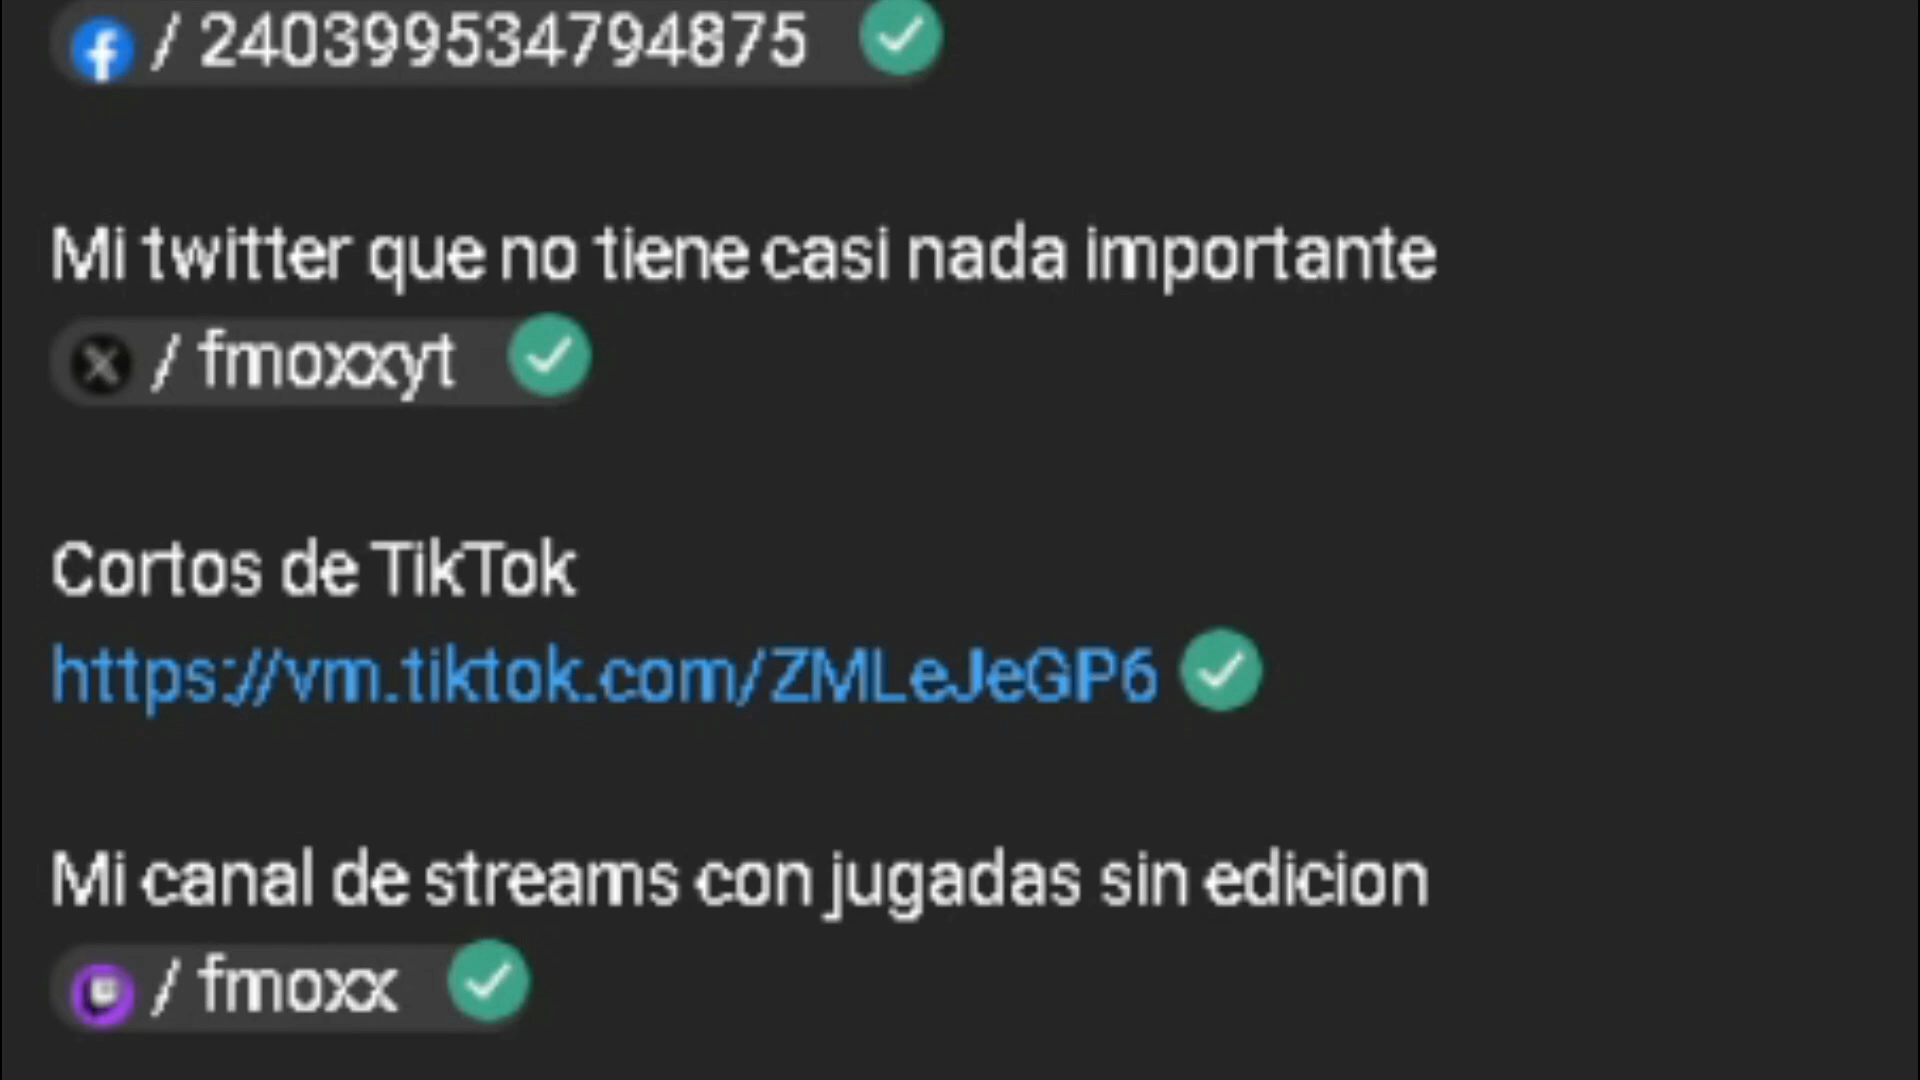 / 240399534794875
Mi twitter que no tiene casi nada importante
/ fmoxxyt
Cortos de TikTok
https://vm.tiktok.com/ZMLeJeGP6
Mi canal de streams con jugadas sin edicion
/ fmoxx